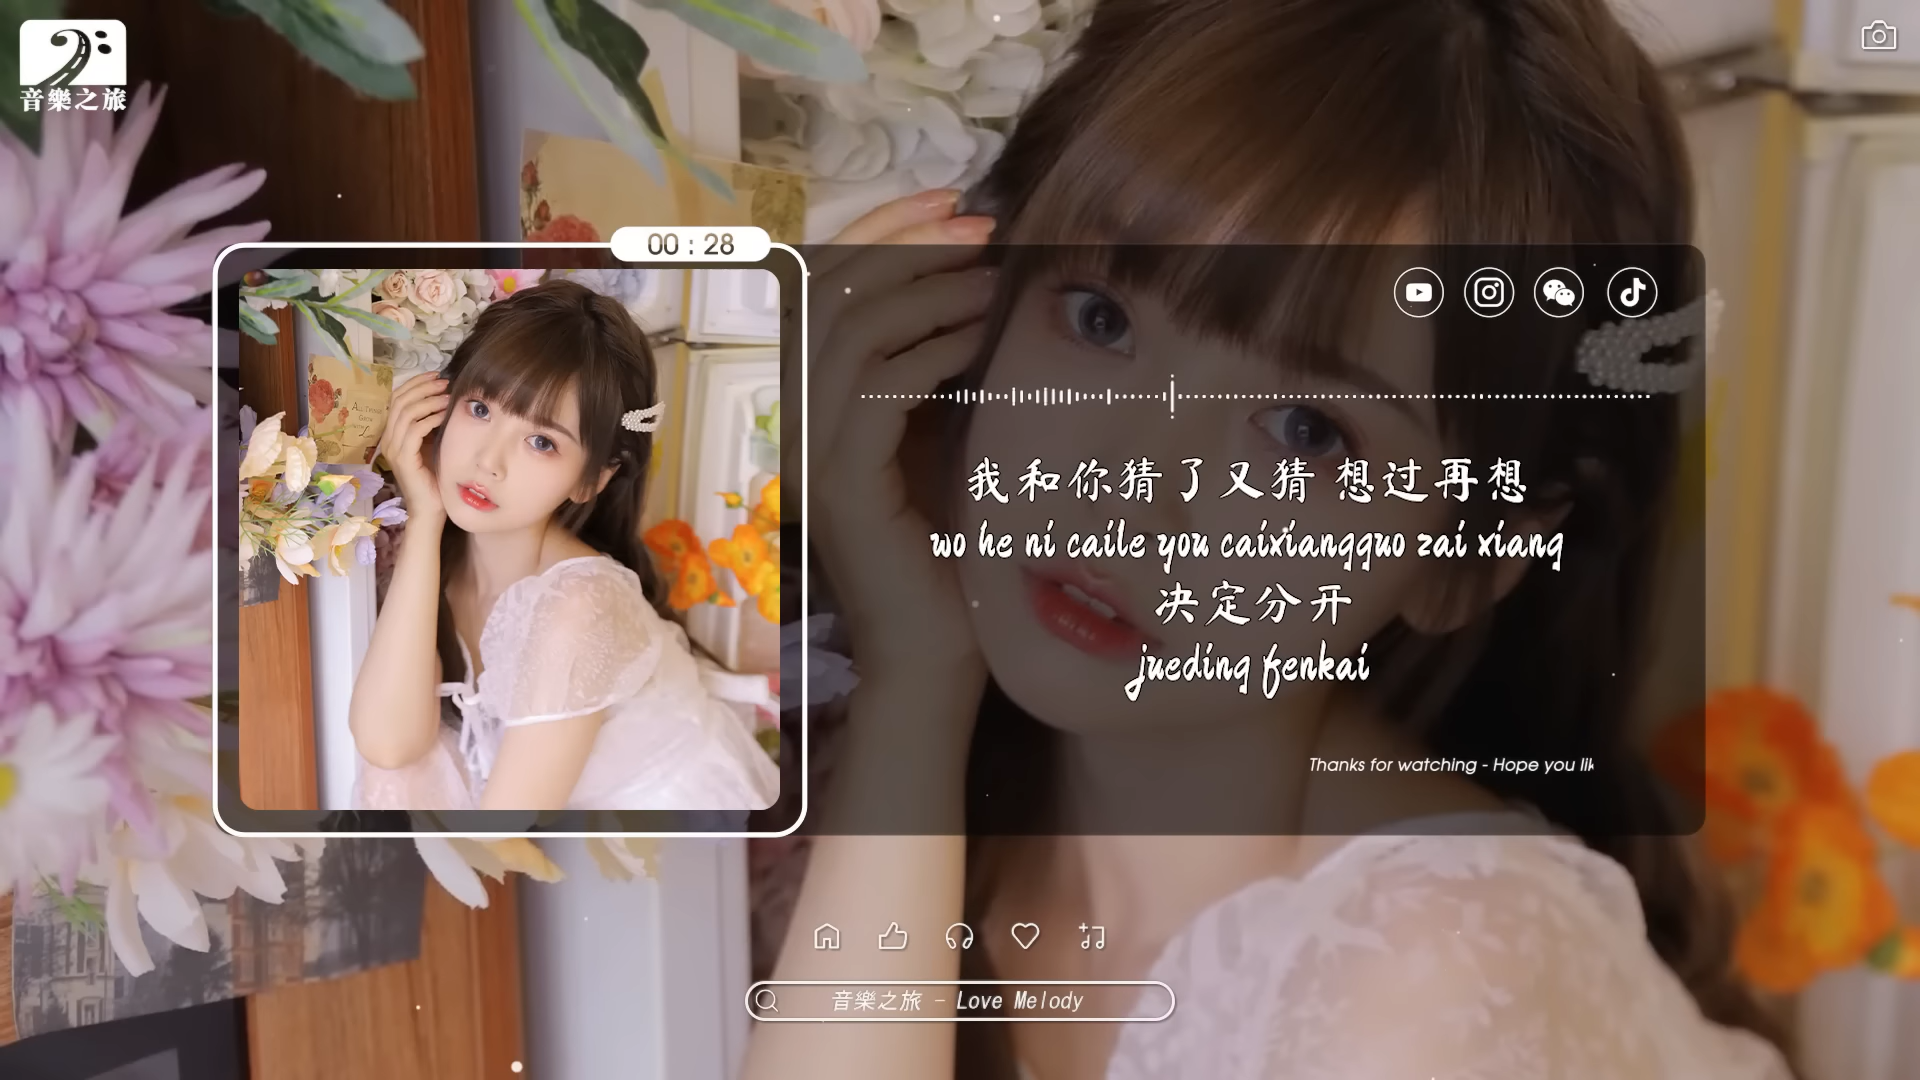 音樂之旅
00 : 28
我和你猜了又猜 想过再想
wo he ni caile you caixiangguo zai xiang
决定分开
jueding fenkai
Thanks for watching - Hope you lik
音樂之旅 - Love Melody